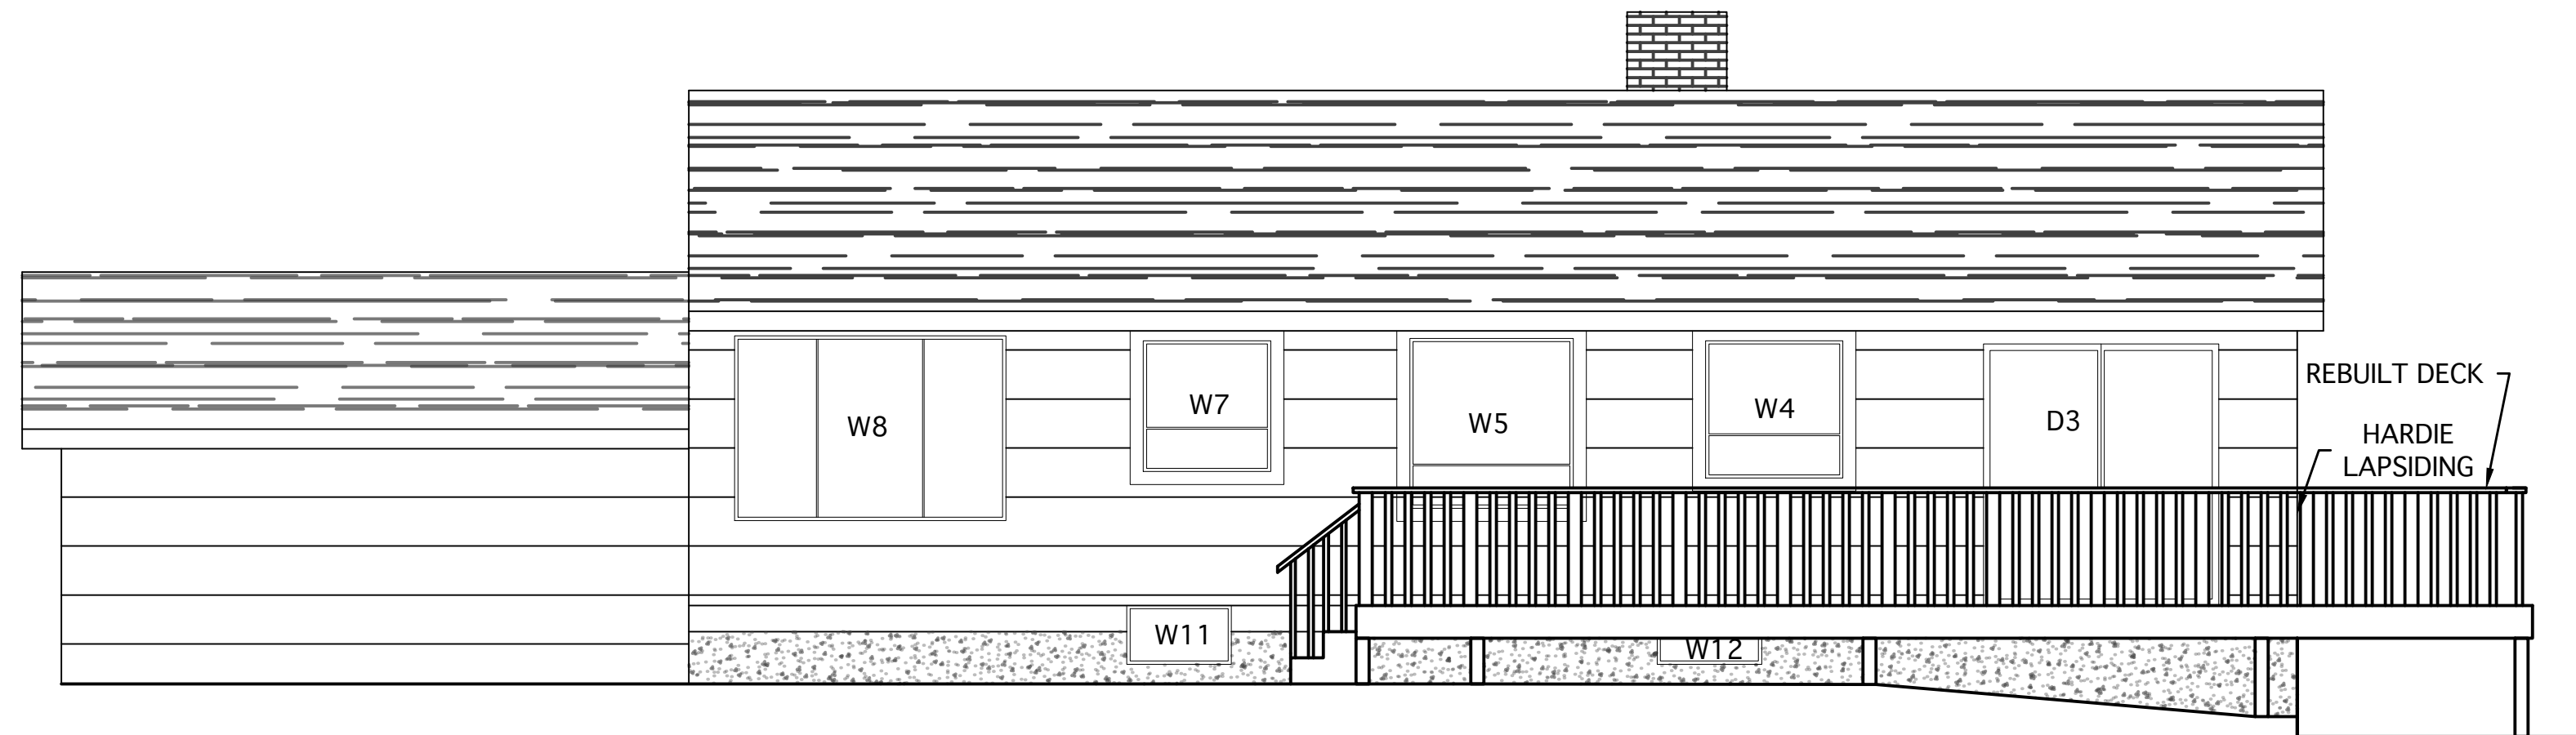 REBUILT DECK
HARDIE
LAPSIDING
W8
W7
W5
W4
D3
W11
W12